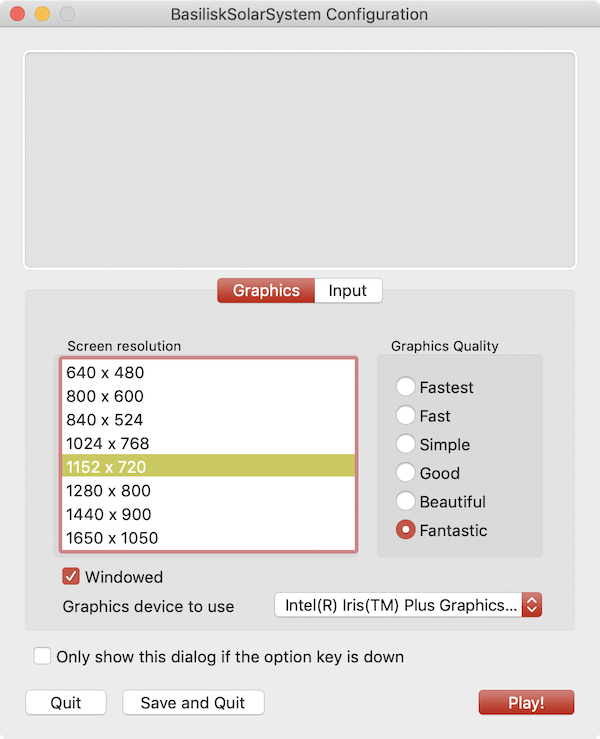 BasiliskSolarSystem Configuration
Graphics Input
Screen resolution
640 x 480
800 x 600
840 x 524
1024 x 768
1152 x 720
1280 x 800
1440 x 900
1650 x 1050
Graphics Quality
Fastest
Fast
Simple
Good
Beautiful
Fantastic
Windowed
Graphics device to use Intel(R) Iris(TM) Plus Graphics...
Only show this dialog if the option key is down
Quit Save and Quit Play!